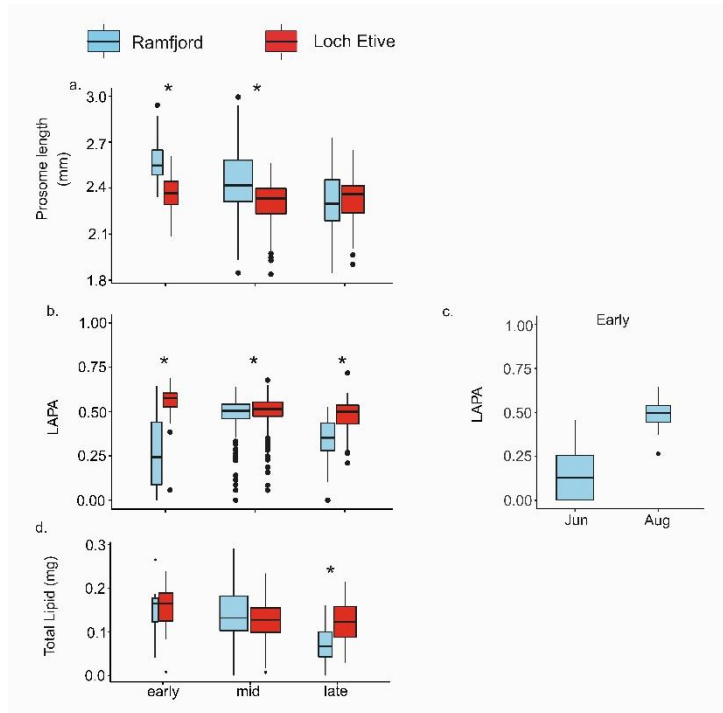 Ramfjord
Loch Etive
a.
*
*
3.0
2.7
2.4
2.1
1.8
Prosome length
(mm)
b.
*
*
*
1.00
0.75
0.50
0.25
0.00
LAPA
c.
Early
1.00
0.75
0.50
0.25
0.00
LAPA
Jun
Aug
d.
*
0.3
0.2
0.1
0.0
Total Lipid (mg)
early
mid
late